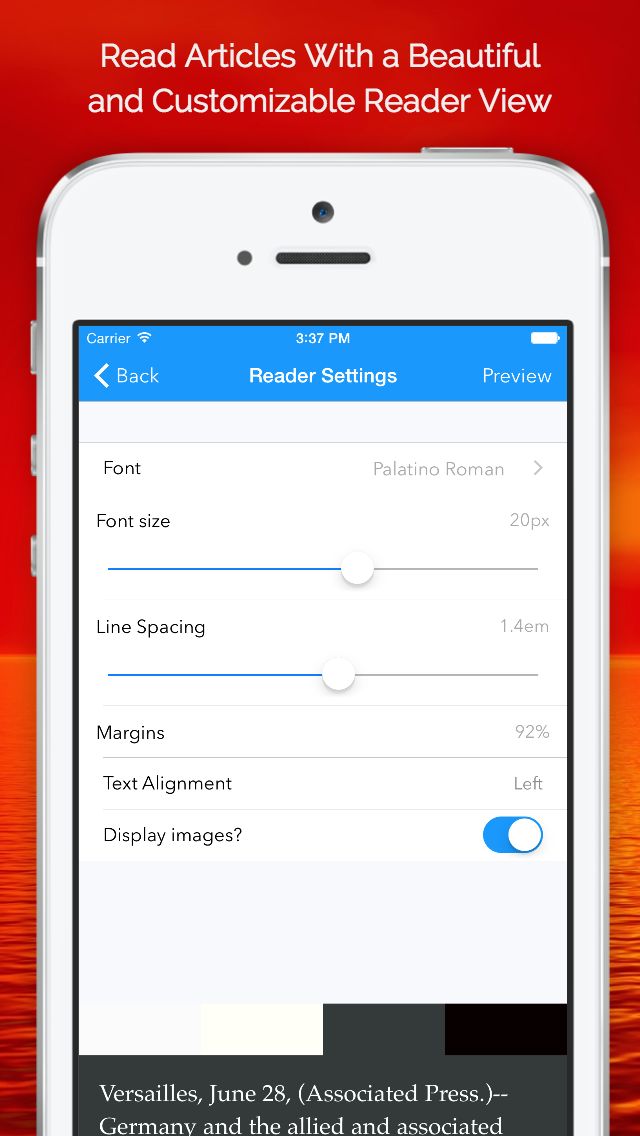 Read Articles With a Beautiful
and Customizable Reader View
Carrier 3:37 PM
Back Reader Settings Preview
Font Palatino Roman
Font size 20px
Line Spacing 1.4em
Margins 92%
Text Alignment Left
Display images?
Versailles, June 28, (Associated Press.)--
Germany and the allied and associated